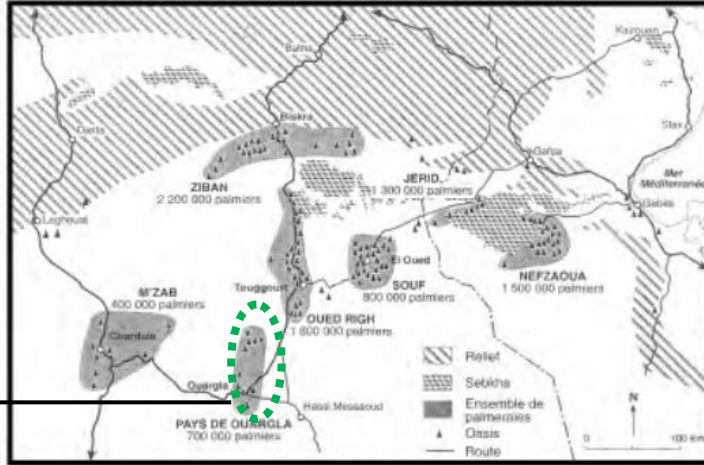 Kairouan
Batna
Biskra
Sfax
Gafsa
ZIBAN
2 200 000 palmiers
JERID
1 300 000 palmiers
Mer
Méditerranée
Gabès
Laghouat
M'ZAB
400 000 palmiers
Touggourt
El Oued
SOUF
800 000 palmiers
NEFZAOUA
1 500 000 palmiers
OUED RIGH
1 800 000 palmiers
Ghardaïa
Ouargla
Hassi Messaoud
PAYS DE OUARGLA
700 000 palmiers
Relief
Sebkha
Ensemble de
palmeraies
Oasis
Route
N
0 100 km